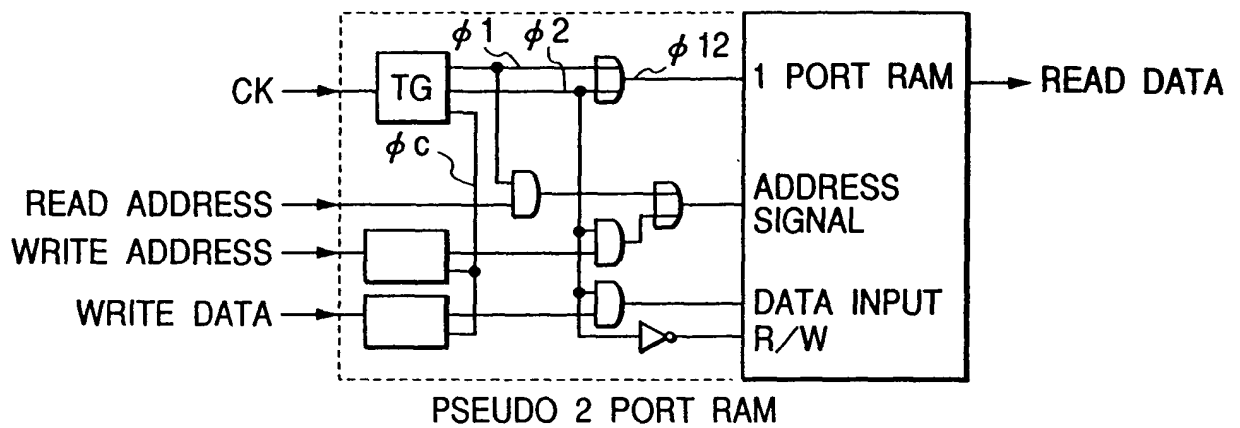 φ1 φ2
φ12
CK
TG
1 PORT RAM
READ DATA
φc
READ ADDRESS
ADDRESS
SIGNAL
WRITE ADDRESS
WRITE DATA
DATA INPUT
R/W
PSEUDO 2 PORT RAM